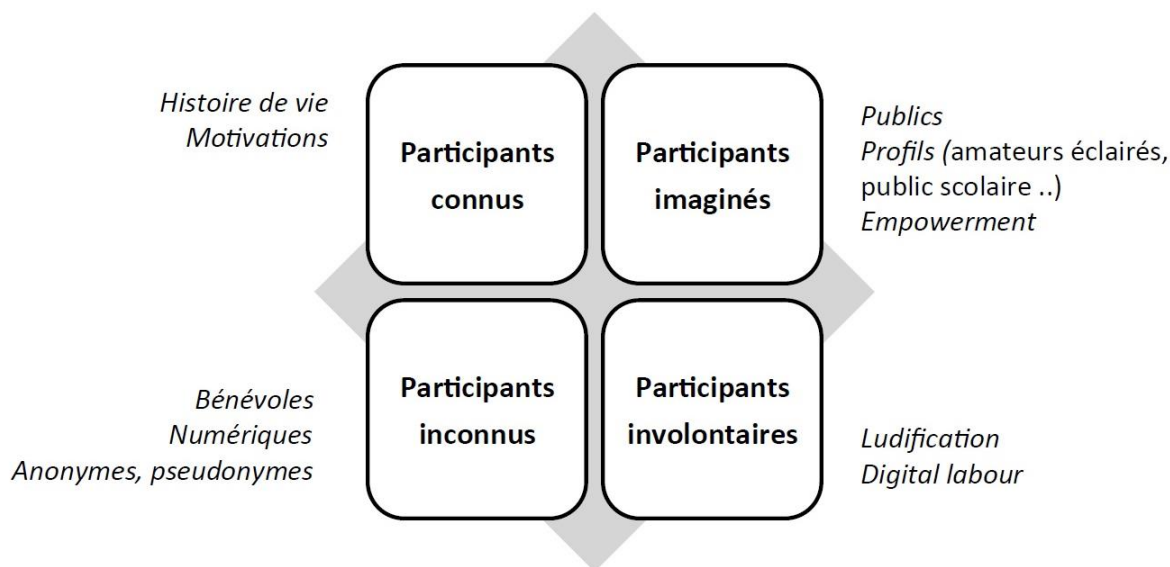 Histoire de vie
Motivations
Participants
connus
Participants
imaginés
Publics
Profils (amateurs éclairés,
public scolaire ..)
Empowerment
Bénévoles
Numériques
Anonymes, pseudonymes
Participants
inconnus
Participants
involontaires
Ludification
Digital labour